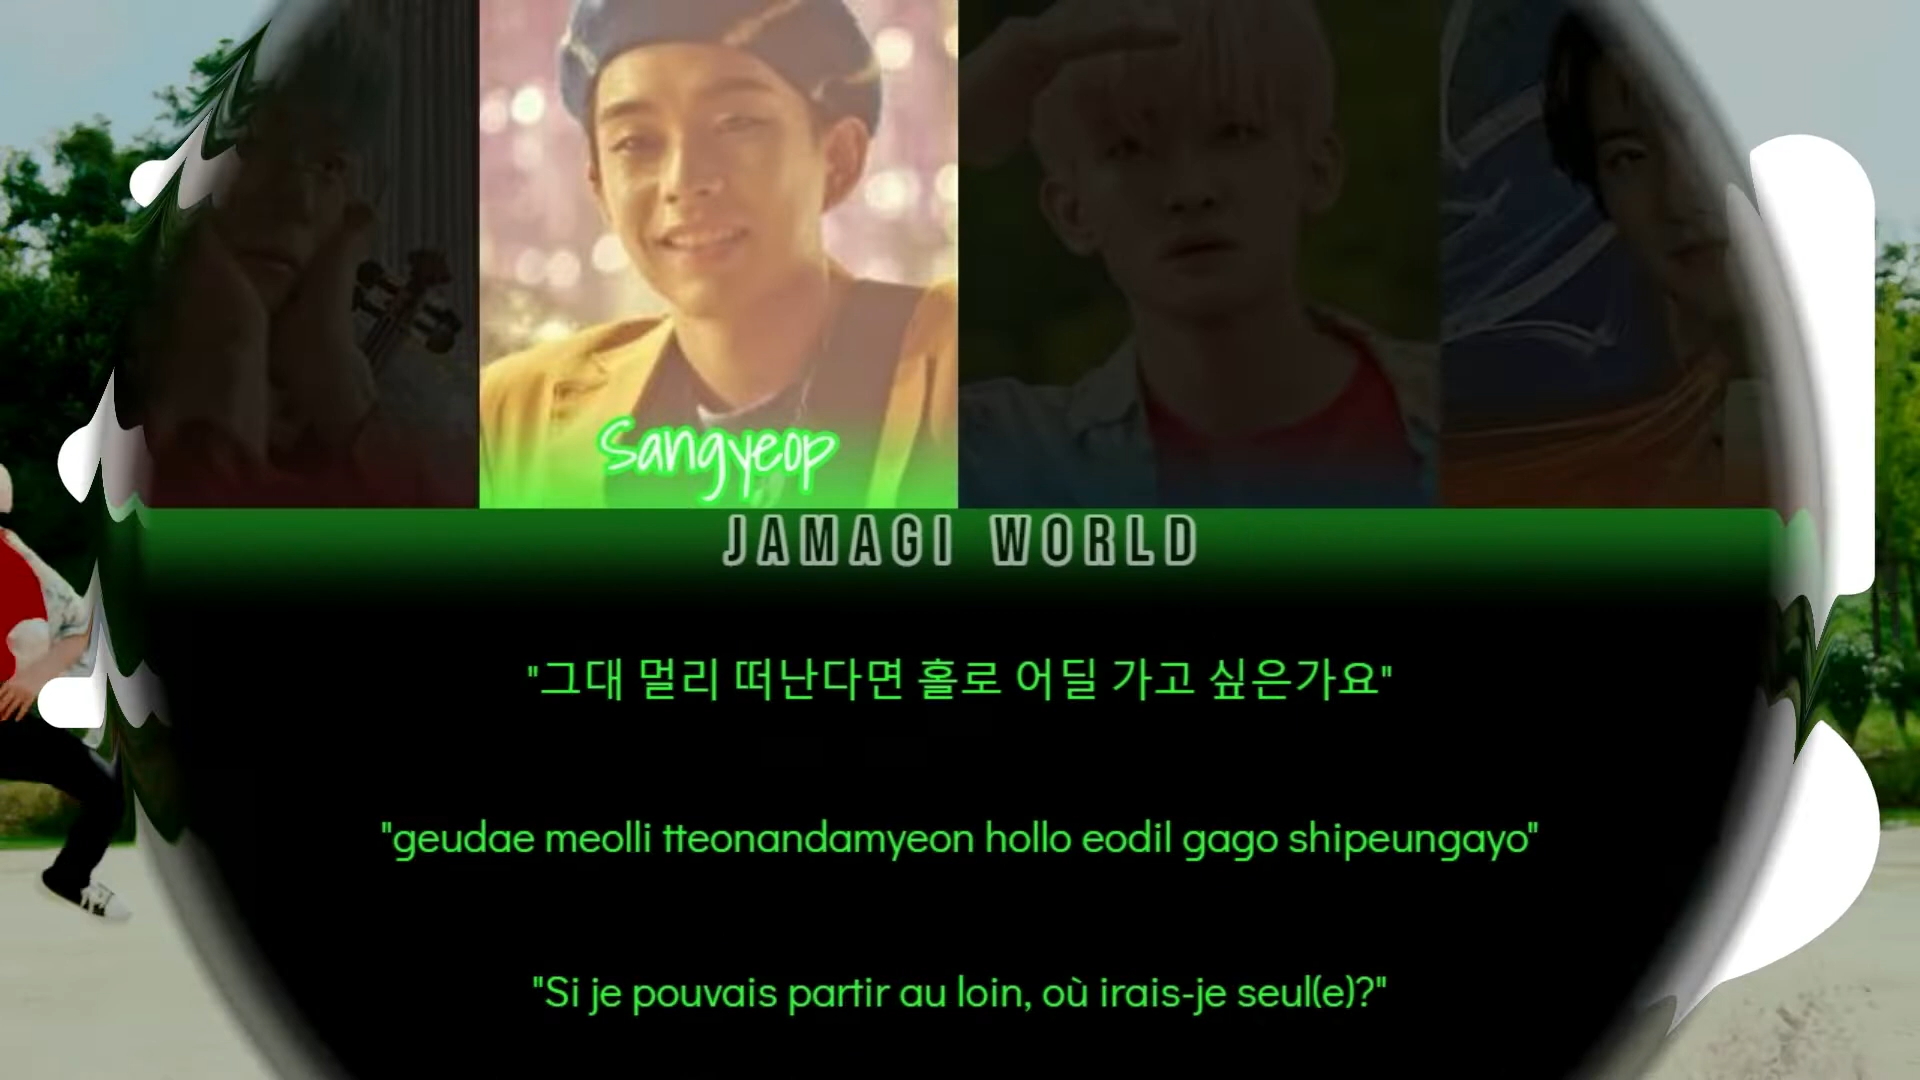 Sangyeop
JAMAGI WORLD
"그대 멀리 떠난다면 홀로 어딜 가고 싶은가요"
"geudae meolli tteonandamyeon hollo eodil gago shipeungayo"
"Si je pouvais partir au loin, où irais-je seul(e)?"